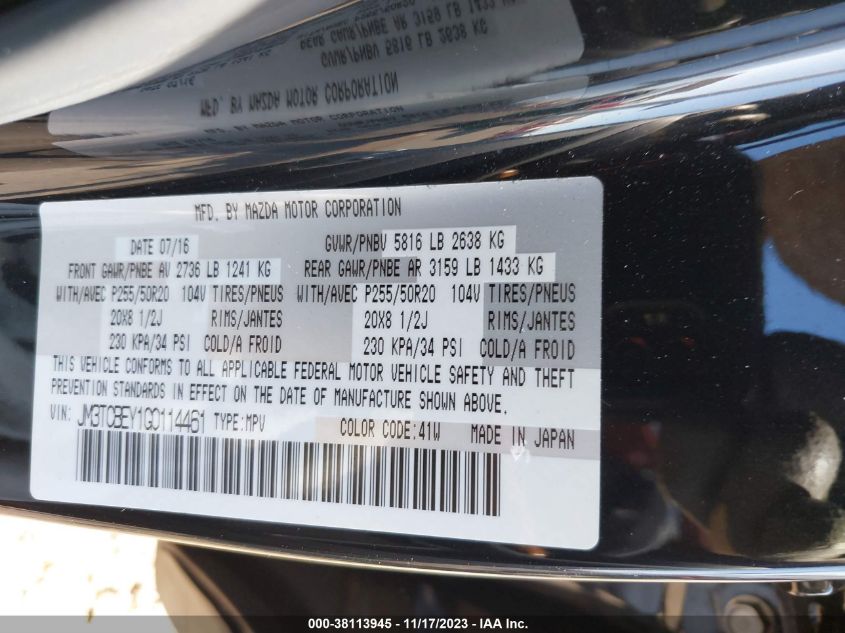 MFD. BY MAZDA MOTOR CORPORATION
DATE 07/16 GVWR/PNBV 5816 LB 2638 KG
FRONT GAWR/PNBE AV 2736 LB 1241 KG REAR GAWR/PNBE AR 3159 LB 1433 KG
WITH/AVEC P255/50R20 104V TIRES/PNEUS WITH/AVEC P255/50R20 104V TIRES/PNEUS
20X8 1/2J RIMS/JANTES 20X8 1/2J RIMS/JANTES
230 KPA/34 PSI COLD/A FROID 230 KPA/34 PSI COLD/A FROID
THIS VEHICLE CONFORMS TO ALL APPLICABLE FEDERAL MOTOR VEHICLE SAFETY AND THEFT
PREVENTION STANDARDS IN EFFECT ON THE DATE OF MANUFACTURE SHOWN ABOVE.
VIN: JM3TCBEY1G0114461 TYPE:MPV COLOR CODE:41W MADE IN JAPAN
000-38113945 - 11/17/2023 - IAA Inc.